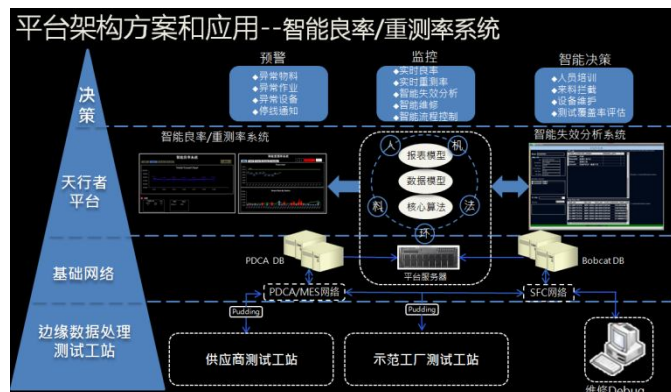 平台架构方案和应用--智能良率/重测率系统
预警
监控
智能决策
◆异常物料
◆异常作业
◆异常设备
◆停线通知
◆实时良率
◆实时重测率
◆智能失效分析
◆智能维修
◆智能流程控制
◆人员培训
◆来料拦截
◆设备维护
◆测试覆盖率评估
决
策
智能良率/重测率系统
智能失效分析系统
人
机
报表模型
数据模型
核心算法
料
法
环
天行者
平台
基础网络
PDCA DB
平台服务器
Bobcat DB
PDCA/MES网络
SFC网络
边缘数据处理
测试工站
Pudding
Pudding
供应商测试工站
示范工厂测试工站
维修Debug